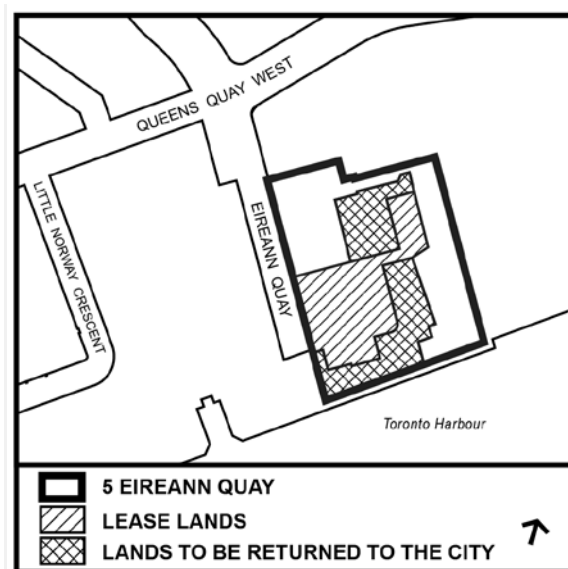 QUEENS QUAY WEST
LITTLE NORWAY CRESCENT
EIREANN QUAY
Toronto Harbour
5 EIREANN QUAY
LEASE LANDS
LANDS TO BE RETURNED TO THE CITY